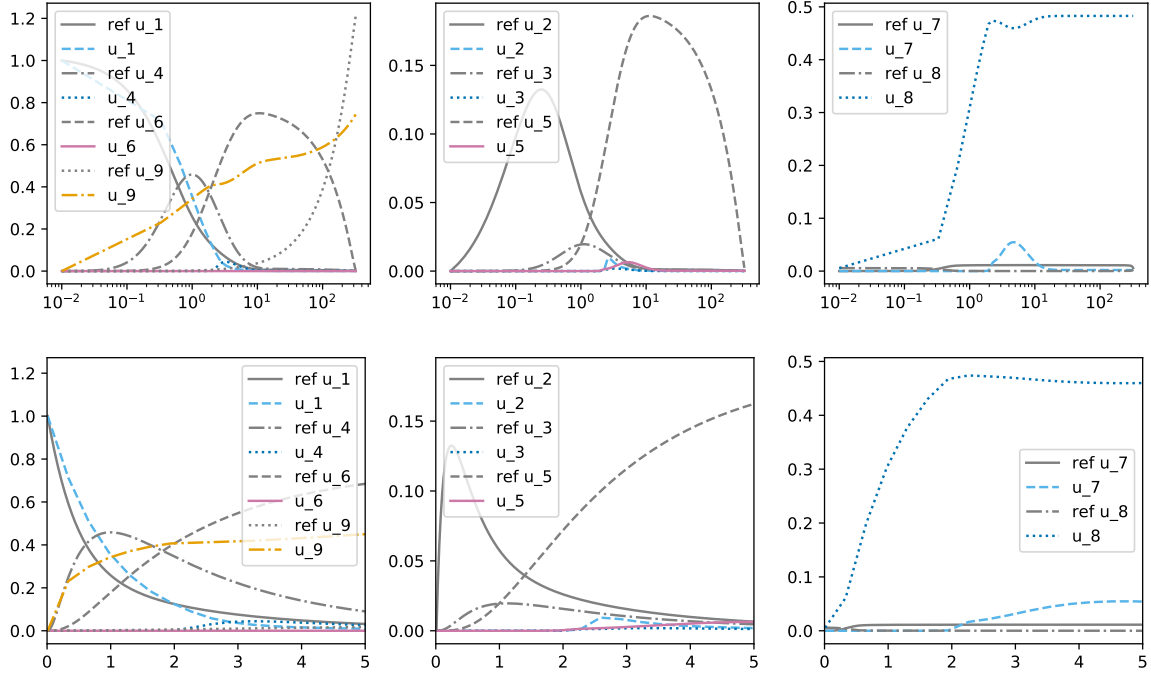 1.2
1.0
0.8
0.6
0.4
0.2
0.0
ref u_1
u_1
ref u_4
u_4
ref u_6
u_6
ref u_9
u_9
10⁻² 10⁻¹ 10⁰ 10¹ 10²
0.15
0.10
0.05
0.00
ref u_2
u_2
ref u_3
u_3
ref u_5
u_5
10⁻² 10⁻¹ 10⁰ 10¹ 10²
0.5
0.4
0.3
0.2
0.1
0.0
ref u_7
u_7
ref u_8
u_8
10⁻² 10⁻¹ 10⁰ 10¹ 10²
1.2
1.0
0.8
0.6
0.4
0.2
0.0
ref u_1
u_1
ref u_4
u_4
ref u_6
u_6
ref u_9
u_9
0 1 2 3 4 5
0.15
0.10
0.05
0.00
ref u_2
u_2
ref u_3
u_3
ref u_5
u_5
0 1 2 3 4 5
0.5
0.4
0.3
0.2
0.1
0.0
ref u_7
u_7
ref u_8
u_8
0 1 2 3 4 5